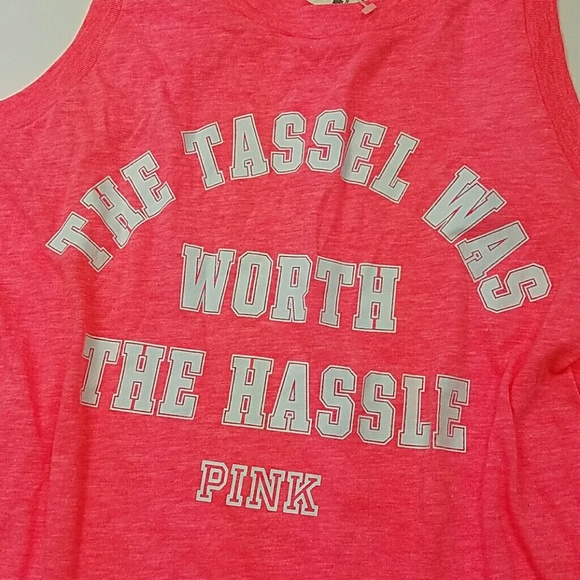 THE TASSEL WAS
WORTH
THE HASSLE
PINK